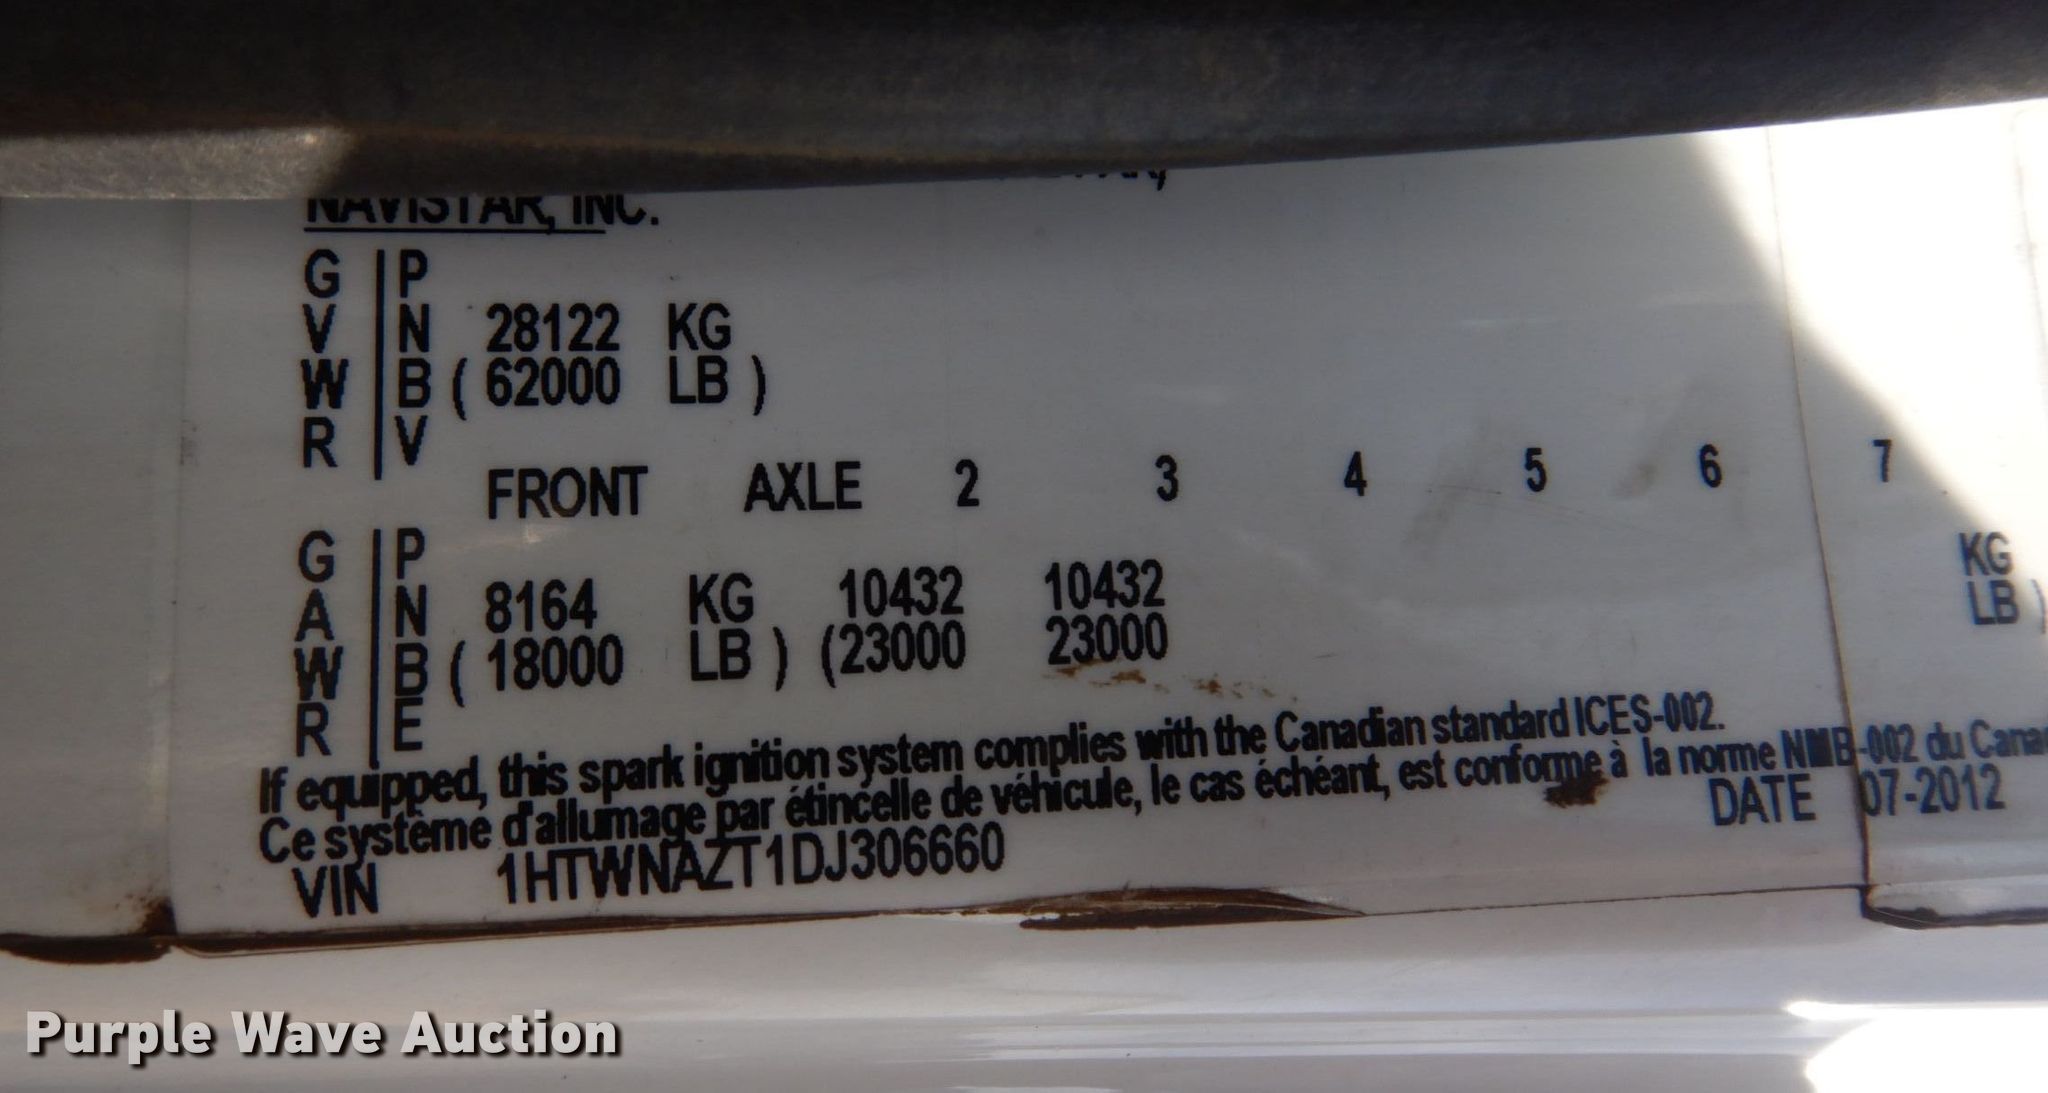 NAVISTAR, INC.
G P
V N 28122 KG
W B ( 62000 LB )
R V
FRONT AXLE 2 3 4 5 6 7
G P
A N 8164 KG 10432 10432 KG
W B ( 18000 LB ) (23000 23000 LB )
R E
If equipped, this spark ignition system complies with the Canadian standard ICES-002.
Ce système d'allumage par étincelle de véhicule, le cas échéant, est conforme à la norme NMB-002 du Cana
DATE 07-2012
VIN 1HTWNAZT1DJ306660
Purple Wave Auction